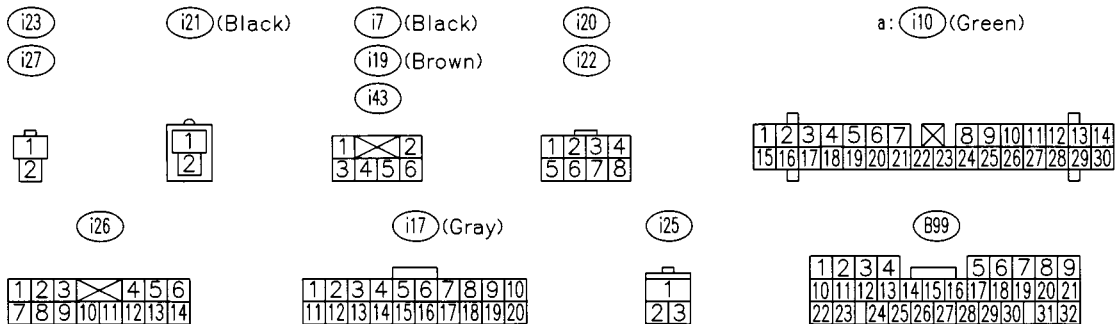 i23 i21 (Black) i7 (Black) i20 a: i10 (Green)
i27 i19 (Brown) i22
i43
1 1 1 2 1 2 3 4 1 2 3 4 5 6 7 8 9 10 11 12 13 14
2 2 3 4 5 6 5 6 7 8 15 16 17 18 19 20 21 22 23 24 25 26 27 28 29 30
i26 i17 (Gray) i25 B99
1 2 3 4 5 6 1 2 3 4 5 6 7 8 9 10 1 1 2 3 4 5 6 7 8 9
7 8 9 10 11 12 13 14 11 12 13 14 15 16 17 18 19 20 2 3 10 11 12 13 14 15 16 17 18 19 20 21
22 23 24 25 26 27 28 29 30 31 32